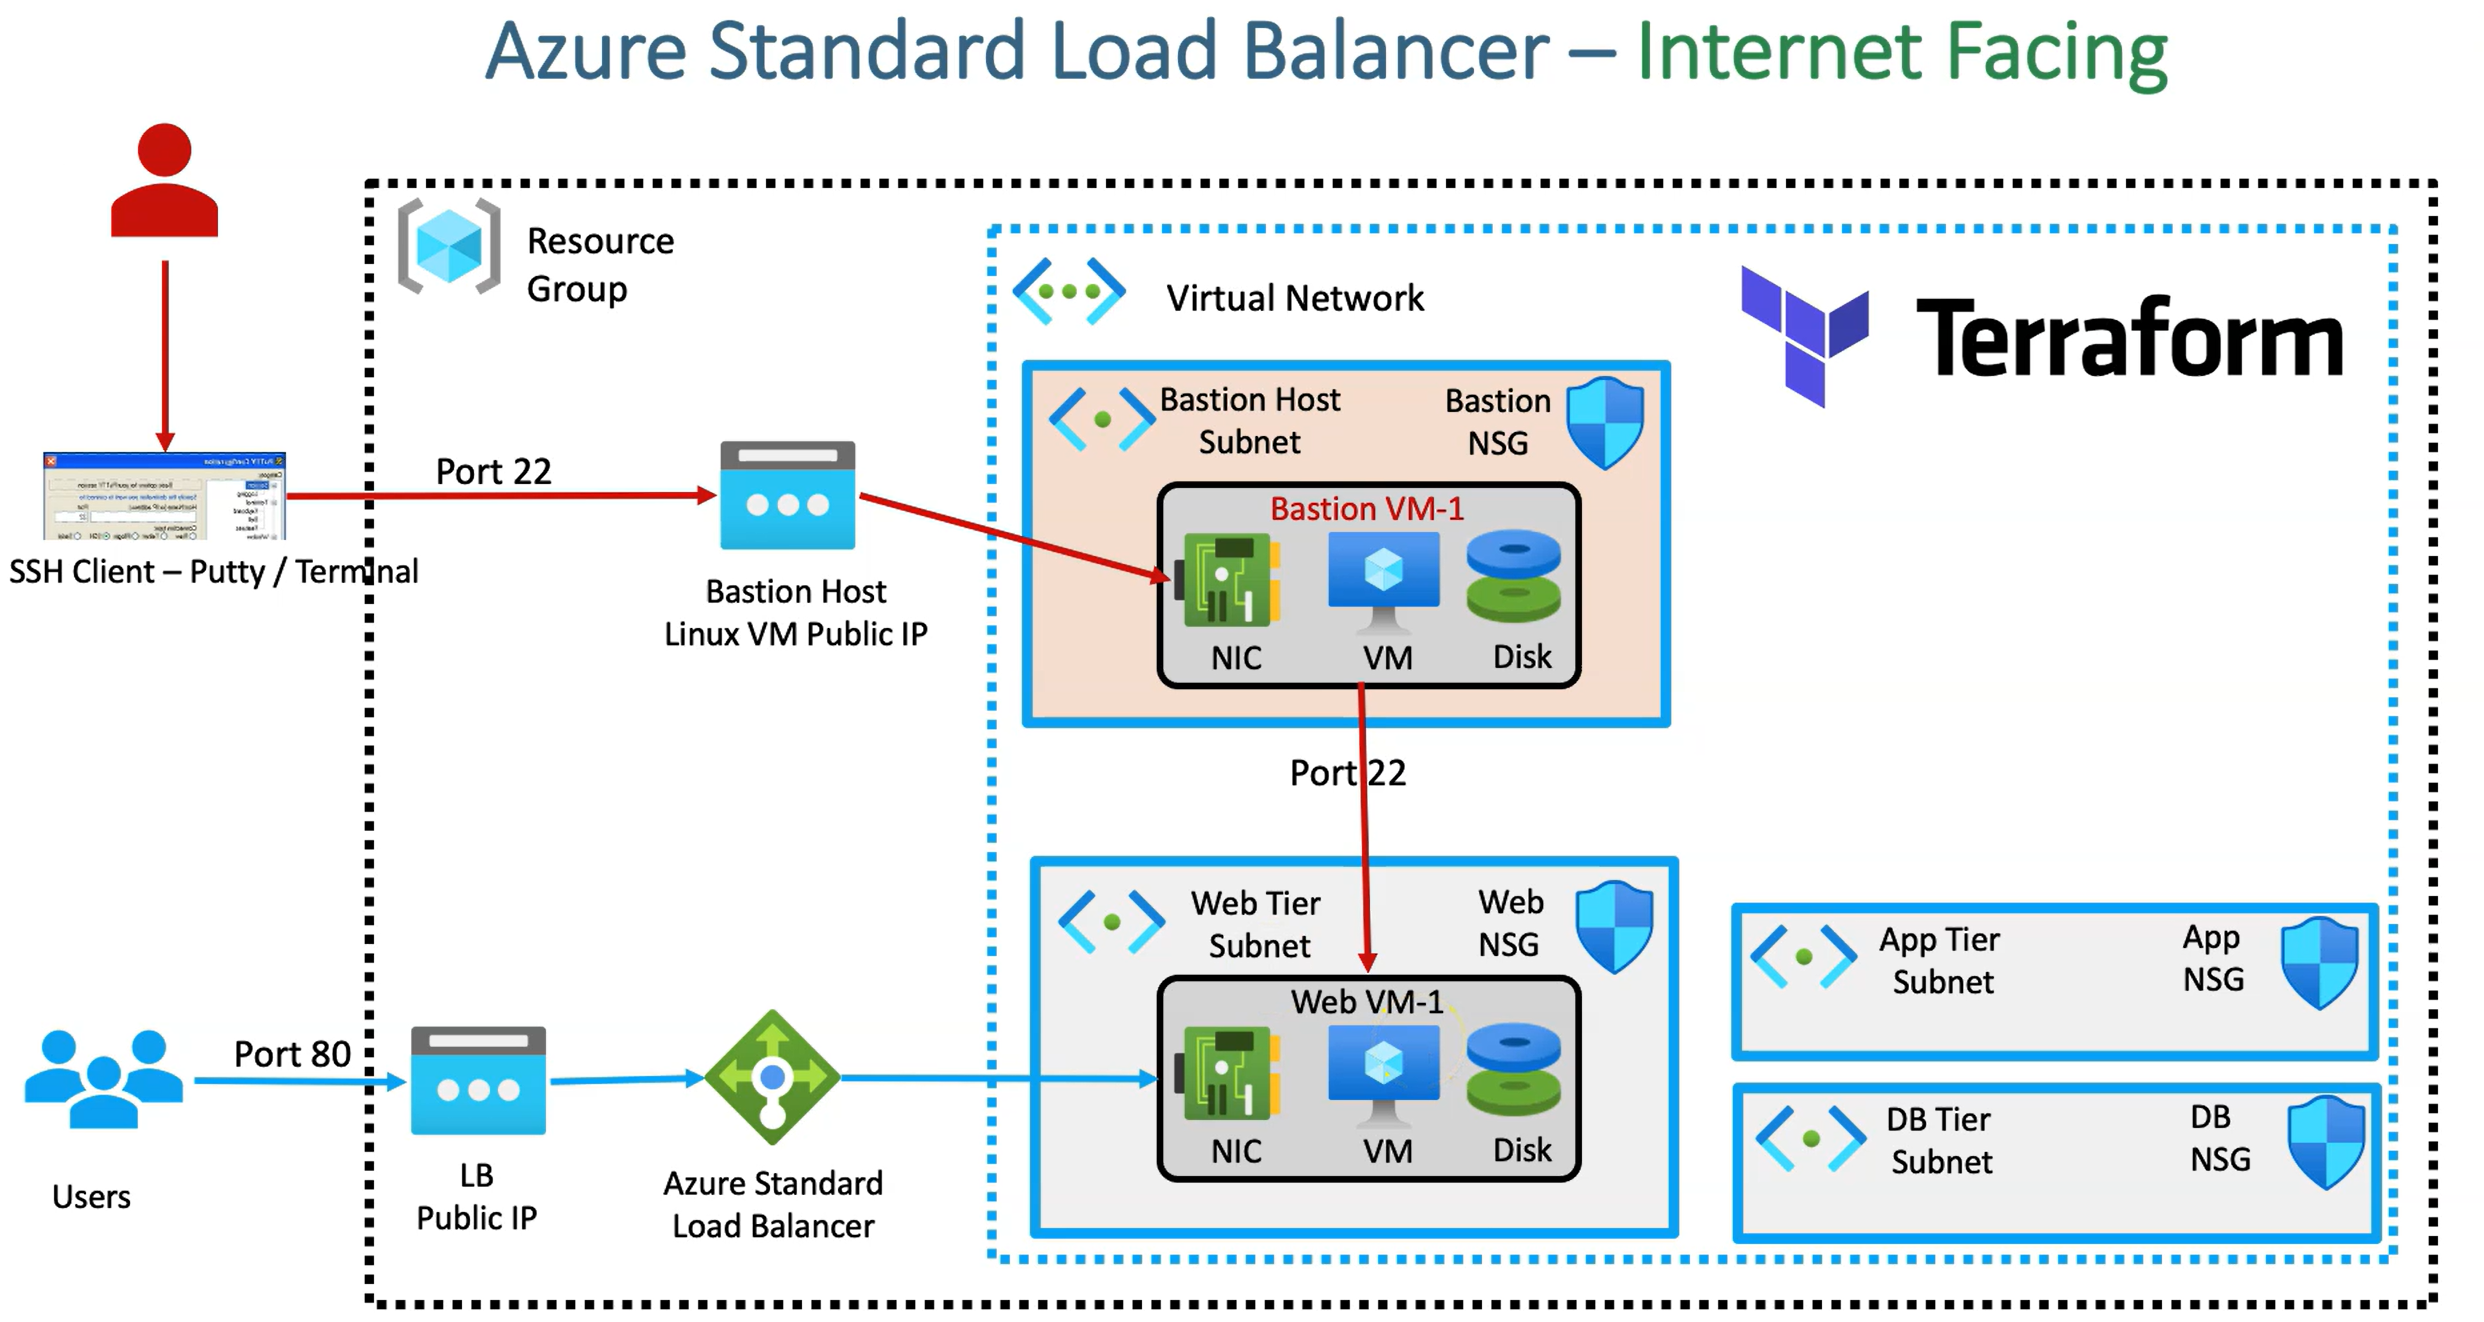 Azure Standard Load Balancer – Internet Facing
Resource
Group
Virtual Network
Terraform
Bastion Host
Subnet
Bastion
NSG
Port 22
Bastion VM-1
NIC
VM
Disk
SSH Client – Putty / Terminal
Bastion Host
Linux VM Public IP
Port 22
Web Tier
Subnet
Web
NSG
Web VM-1
NIC
VM
Disk
App Tier
Subnet
App
NSG
DB Tier
Subnet
DB
NSG
Port 80
Users
LB
Public IP
Azure Standard
Load Balancer